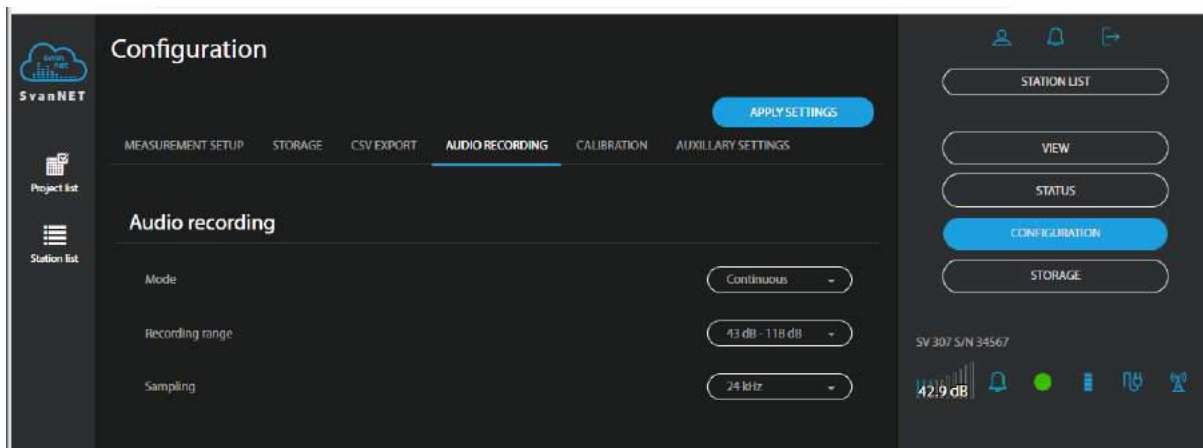 Configuration
SvanNET
APPLY SETTINGS
MEASUREMENT SETUP STORAGE CSV EXPORT AUDIO RECORDING CALIBRATION AUXILLARY SETTINGS
Project list
Station list
Audio recording
Mode Continuous
Recording range 43 dB - 118 dB
Sampling 24 kHz
STATION LIST
VIEW
STATUS
CONFIGURATION
STORAGE
SV 307 S/N 34567
42.9 dB